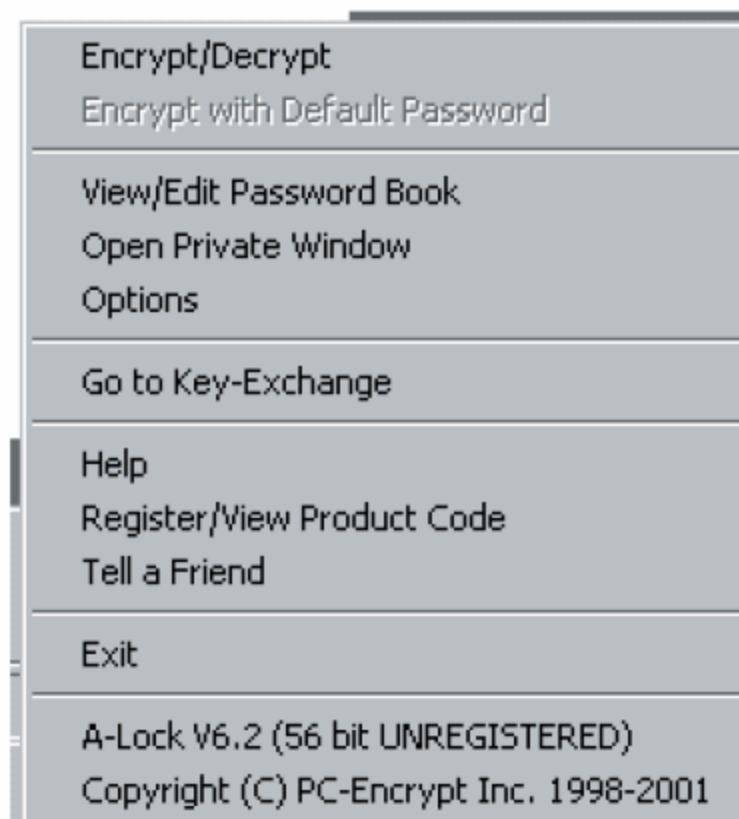 Encrypt/Decrypt
Encrypt with Default Password
View/Edit Password Book
Open Private Window
Options
Go to Key-Exchange
Help
Register/View Product Code
Tell a Friend
Exit
A-Lock V6.2 (56 bit UNREGISTERED)
Copyright (C) PC-Encrypt Inc. 1998-2001